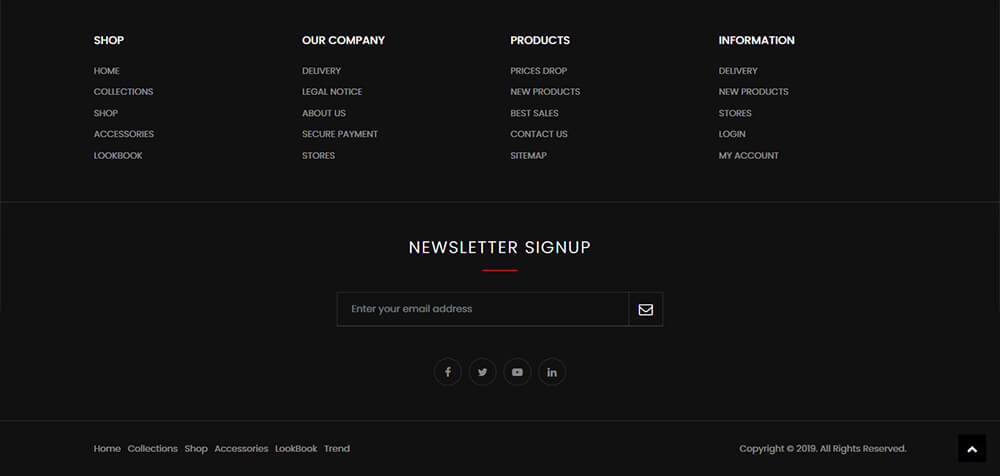 SHOP
HOME
COLLECTIONS
SHOP
ACCESSORIES
LOOKBOOK
OUR COMPANY
DELIVERY
LEGAL NOTICE
ABOUT US
SECURE PAYMENT
STORES
PRODUCTS
PRICES DROP
NEW PRODUCTS
BEST SALES
CONTACT US
SITEMAP
INFORMATION
DELIVERY
NEW PRODUCTS
STORES
LOGIN
MY ACCOUNT
NEWSLETTER SIGNUP
Enter your email address
Home Collections Shop Accessories LookBook Trend
Copyright © 2019. All Rights Reserved.